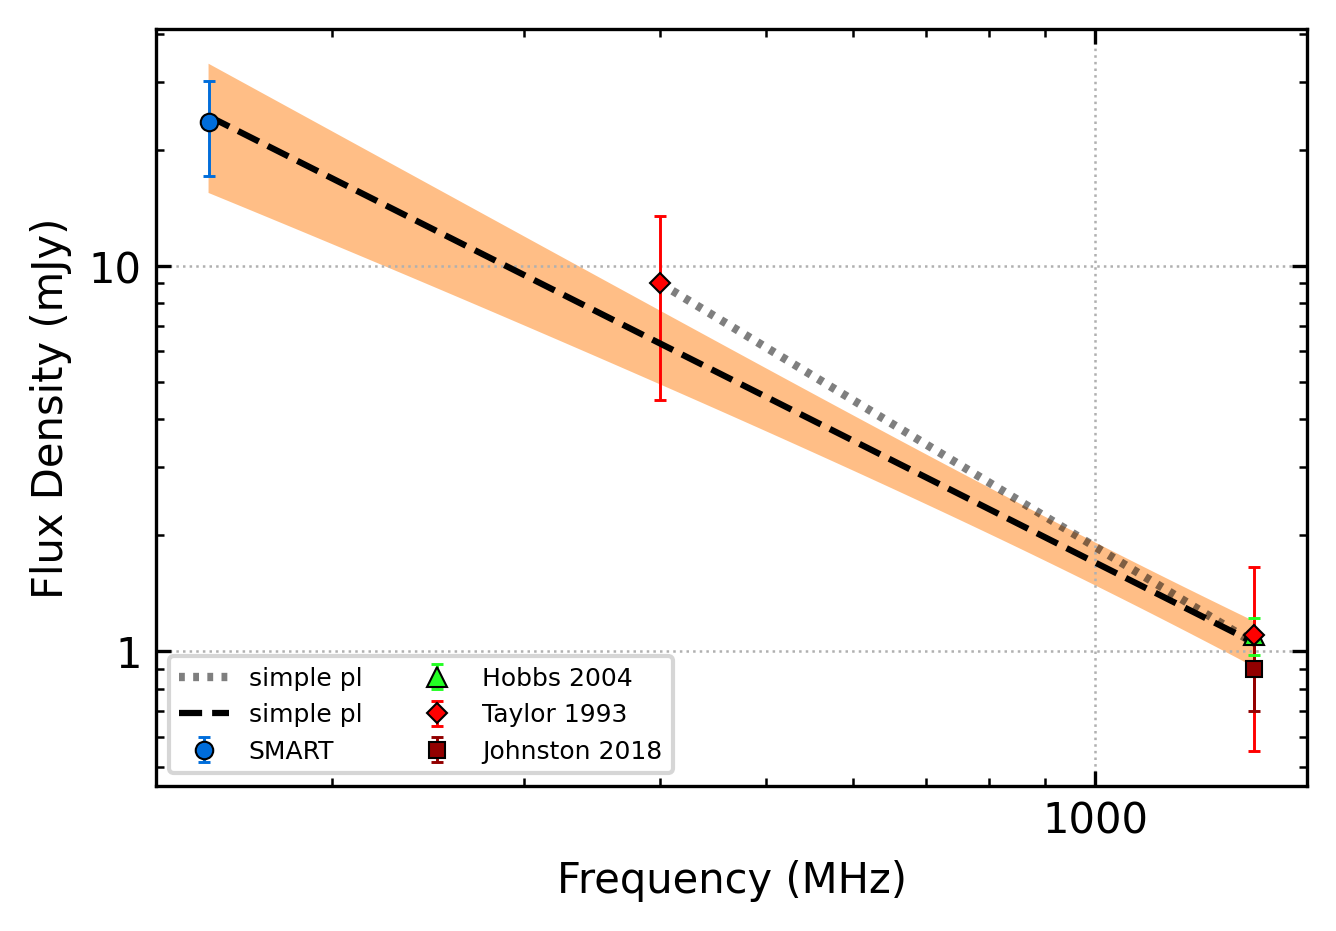 10
1
Flux Density (mJy)
simple pl
simple pl
SMART
Hobbs 2004
Taylor 1993
Johnston 2018
1000
Frequency (MHz)